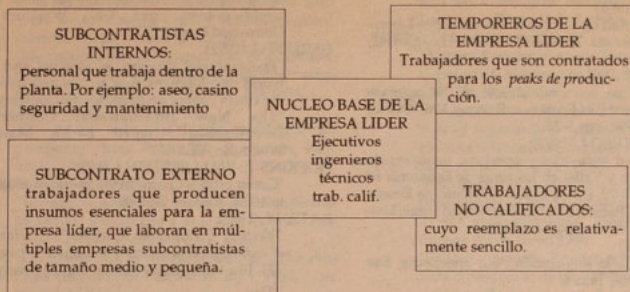 SUBCONTRATISTAS
INTERNOS:
personal que trabaja dentro de la
planta. Por ejemplo: aseo, casino
seguridad y mantenimiento
TEMPOREROS DE LA
EMPRESA LIDER
Trabajadores que son contratados
para los peaks de produc-
ción.
NUCLEO BASE DE LA
EMPRESA LIDER
Ejecutivos
ingenieros
técnicos
trab. calif.
SUBCONTRATO EXTERNO
trabajadores que producen
insumos esenciales para la em-
presa líder, que laboran en múl-
tiples empresas subcontratistas
de tamaño medio y pequeña.
TRABAJADORES
NO CALIFICADOS:
cuyo reemplazo es relativa-
mente sencillo.